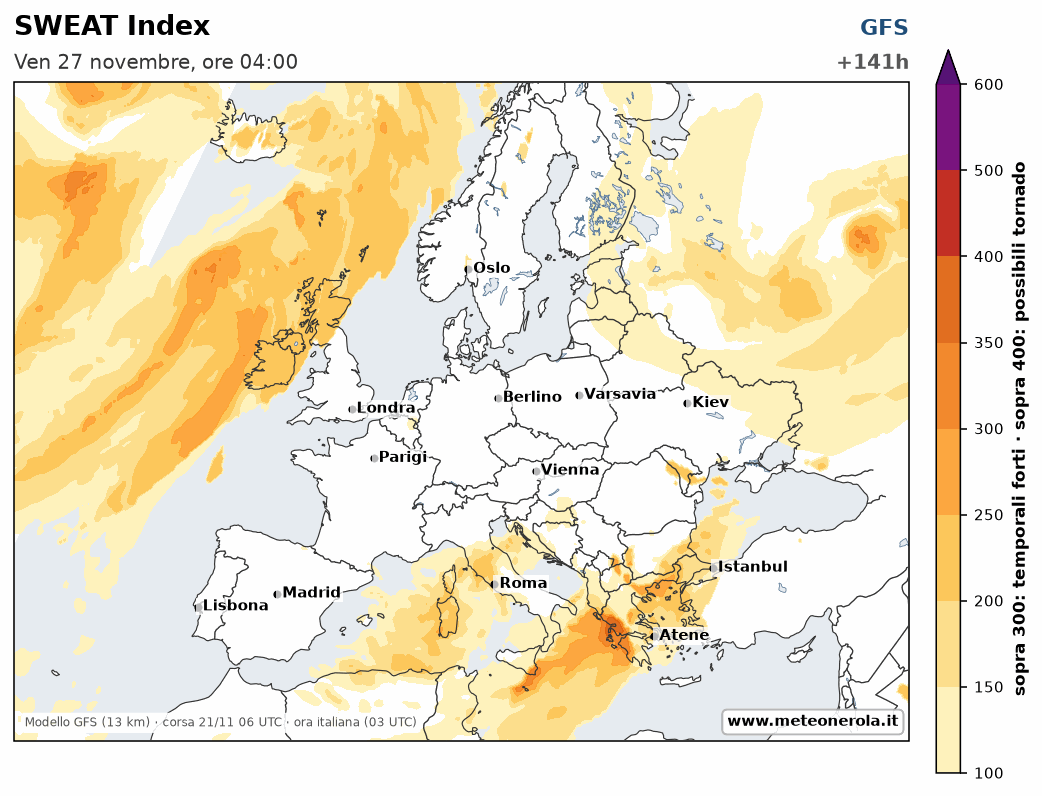 SWEAT Index
GFS
Ven 27 novembre, ore 04:00
+141h
600
500
400
350
300
250
200
150
100
sopra 300: temporali forti · sopra 400: possibili tornado
Oslo
Berlino
Varsavia
Kiev
Londra
Parigi
Vienna
Istanbul
Roma
Madrid
Lisbona
Atene
Modello GFS (13 km) · corsa 21/11 06 UTC · ora italiana (03 UTC)
www.meteonerola.it